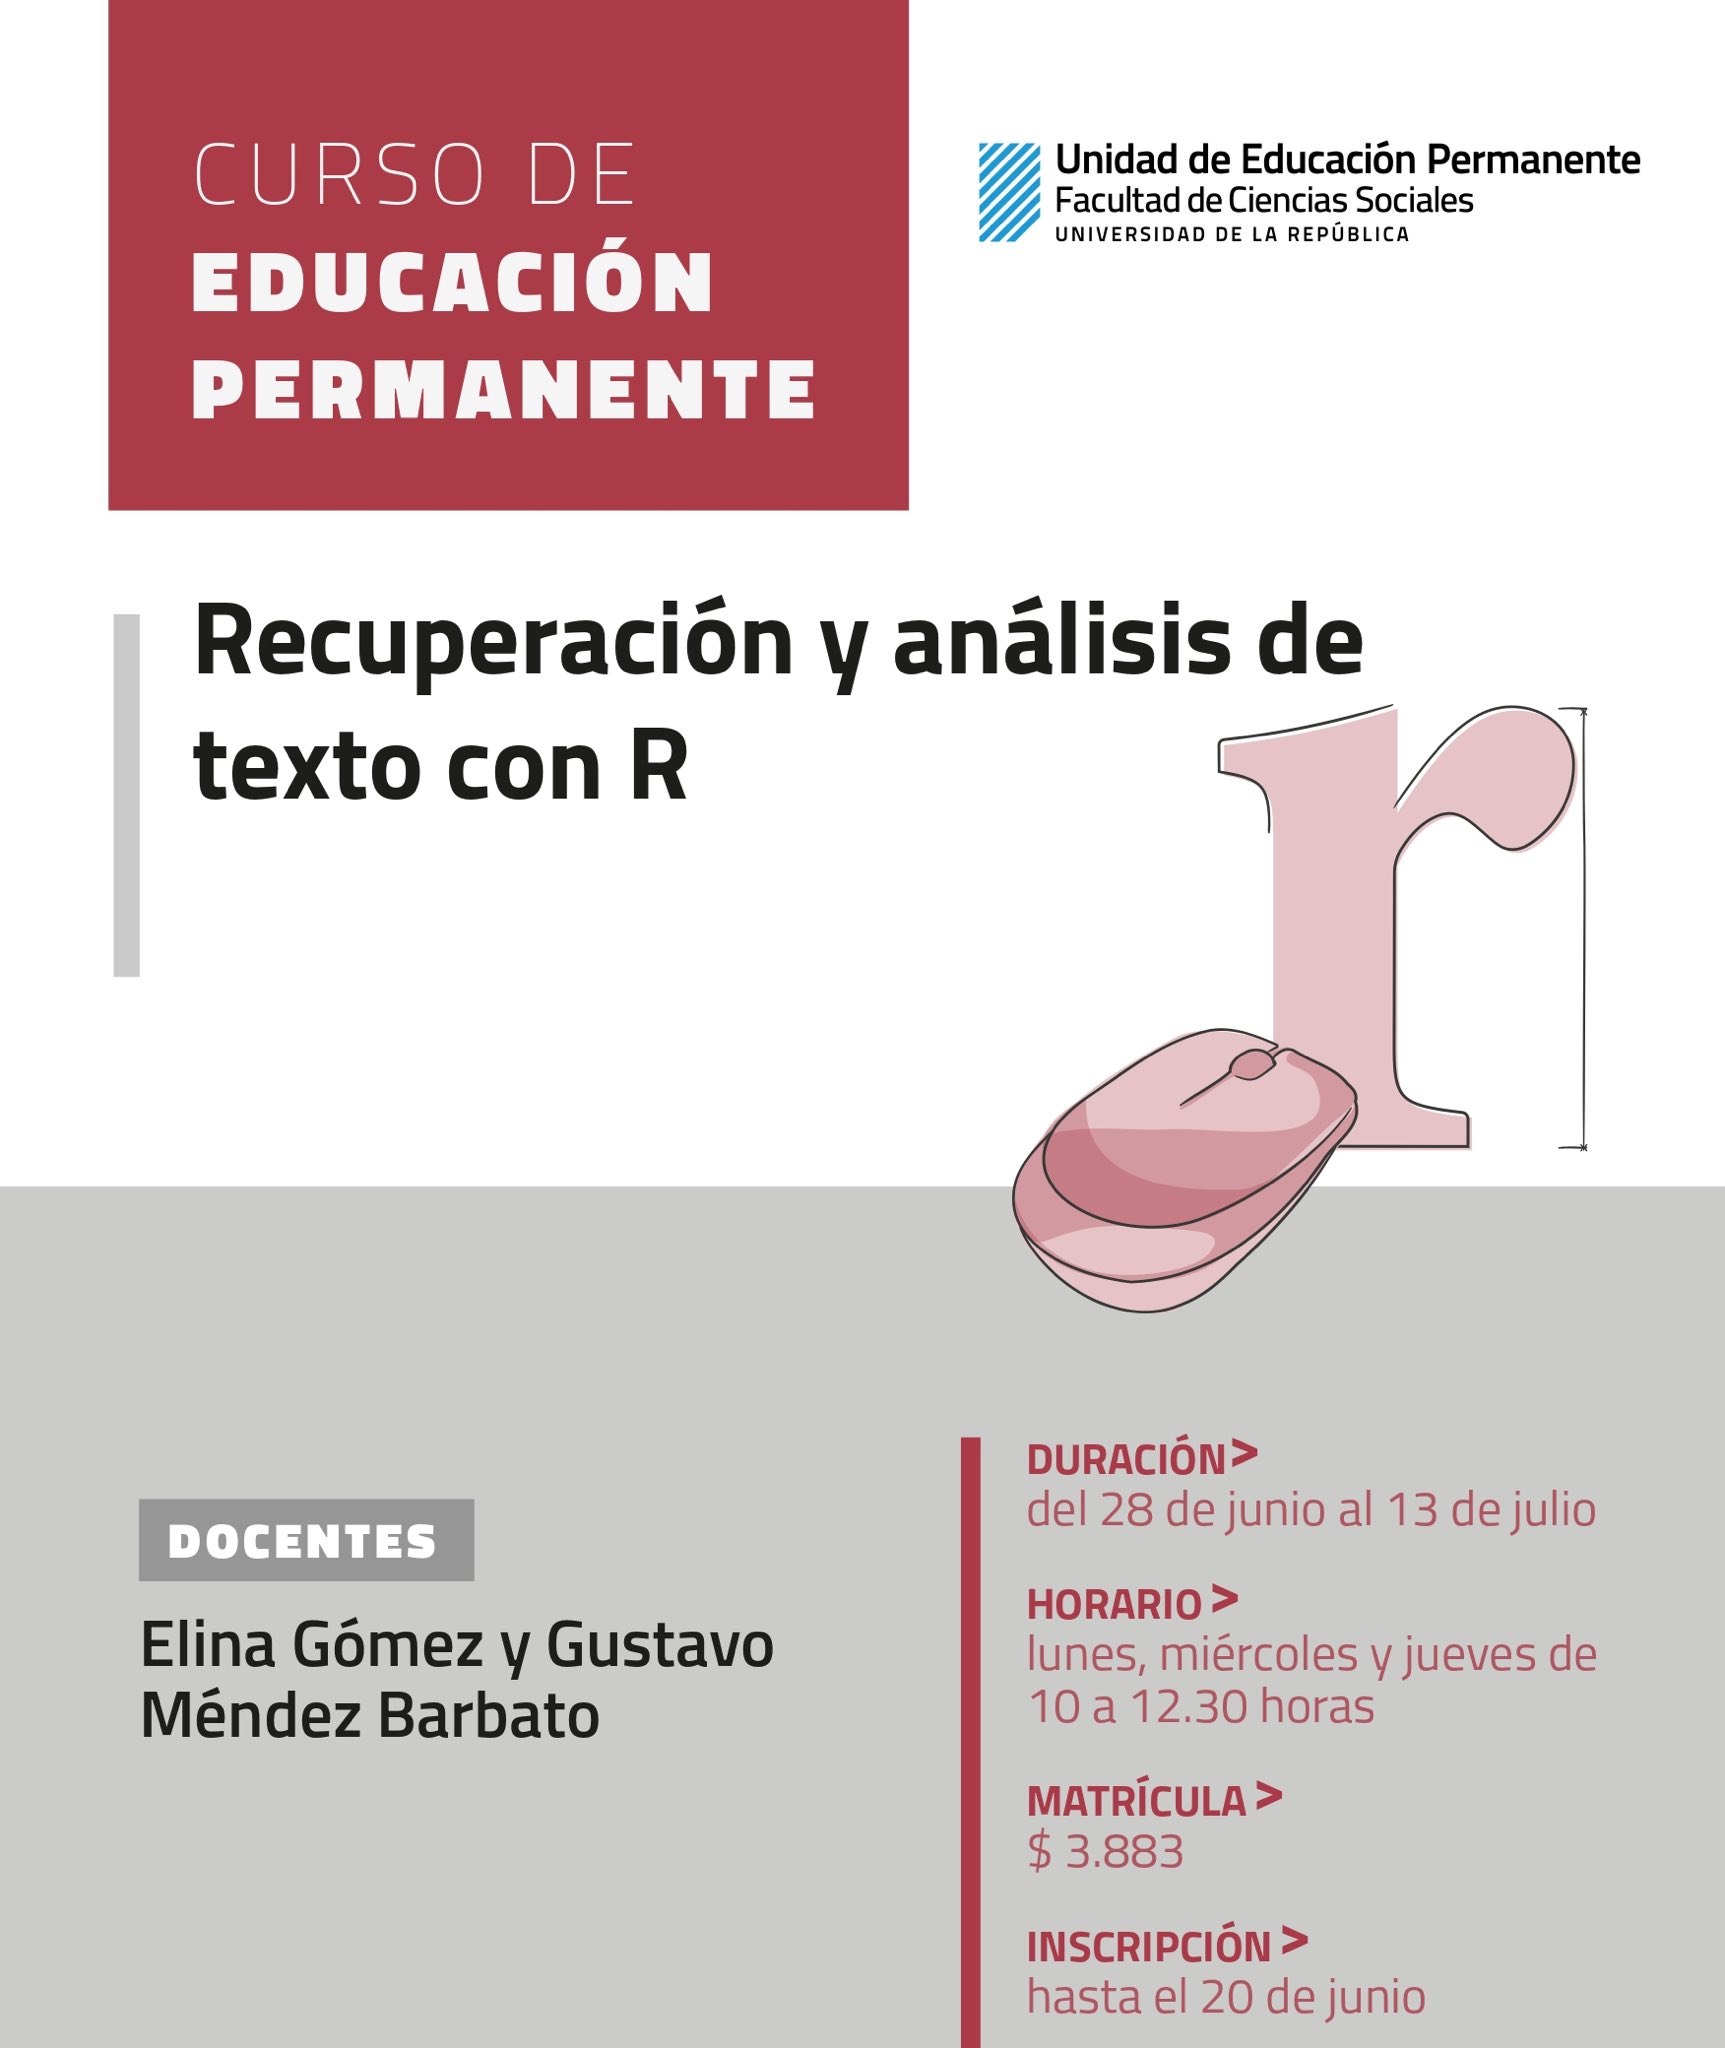 CURSO DE
EDUCACIÓN
PERMANENTE
Unidad de Educación Permanente
Facultad de Ciencias Sociales
UNIVERSIDAD DE LA REPÚBLICA
Recuperación y análisis de
texto con R
r
DOCENTES
Elina Gómez y Gustavo
Méndez Barbato
DURACIÓN>
del 28 de junio al 13 de julio
HORARIO >
lunes, miércoles y jueves de
10 a 12.30 horas
MATRÍCULA >
$ 3.883
INSCRIPCIÓN >
hasta el 20 de junio